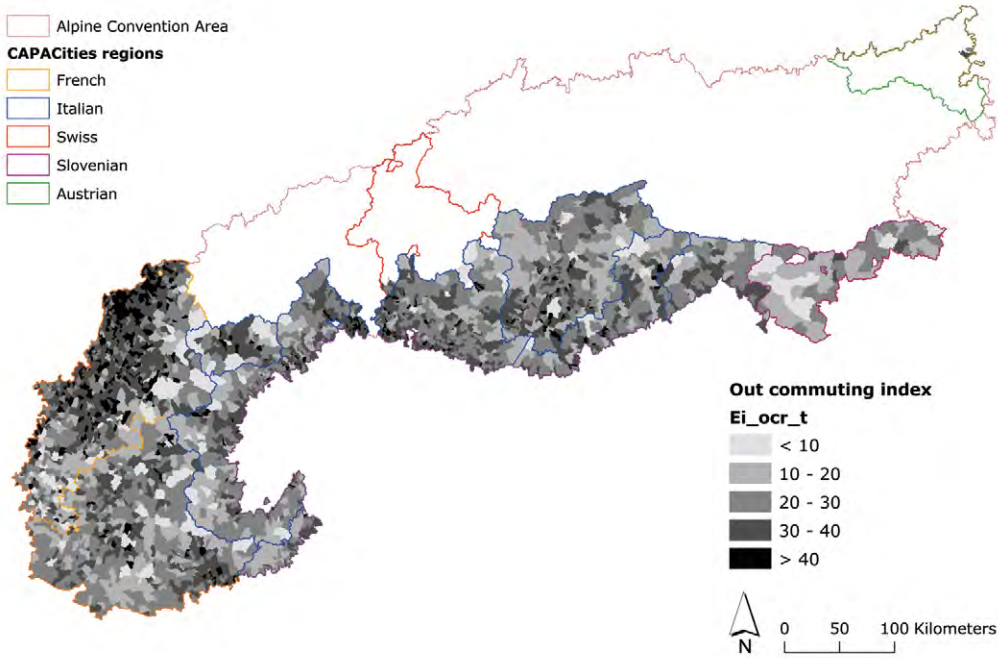 Alpine Convention Area
CAPACities regions
French
Italian
Swiss
Slovenian
Austrian
Out commuting index
Ei_ocr_t
< 10
10 - 20
20 - 30
30 - 40
> 40
N
0 50 100 Kilometers